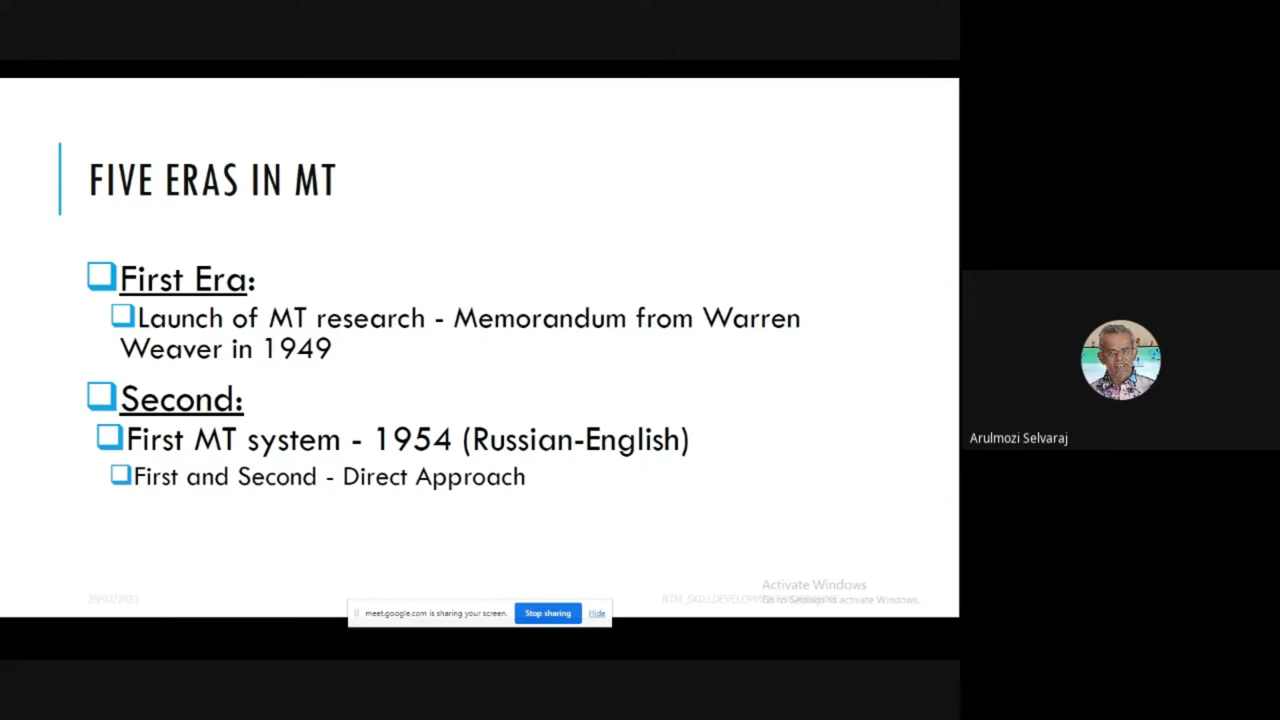 FIVE ERAS IN MT
First Era:
Launch of MT research - Memorandum from Warren
Weaver in 1949
Second:
First MT system - 1954 (Russian-English)
First and Second - Direct Approach
Arulmozi Selvaraj
Activate Windows
Go to Settings to activate Windows.
meet.google.com is sharing your screen.
Stop sharing
Hide